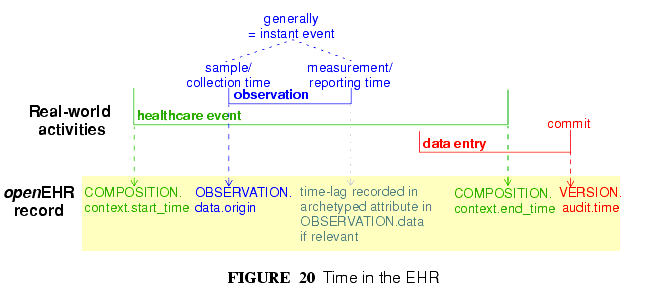 generally
= instant event
sample/
collection time
measurement/
reporting time
observation
Real-world
activities
healthcare event
commit
data entry
openEHR
record
COMPOSITION.
context.start_time
OBSERVATION.
data.origin
time-lag recorded in
archetyped attribute in
OBSERVATION.data
if relevant
COMPOSITION.
context.end_time
VERSION.
audit.time
FIGURE 20 Time in the EHR